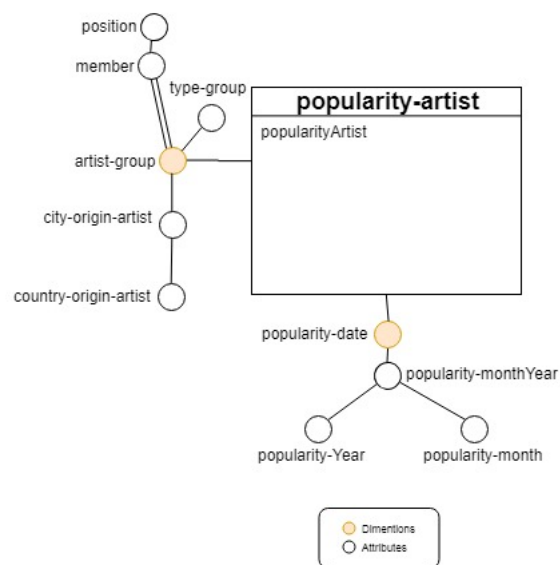 position
member
type-group
popularity-artist
popularityArtist
artist-group
city-origin-artist
country-origin-artist
popularity-date
popularity-monthYear
popularity-Year
popularity-month
Dimentions
Attributes